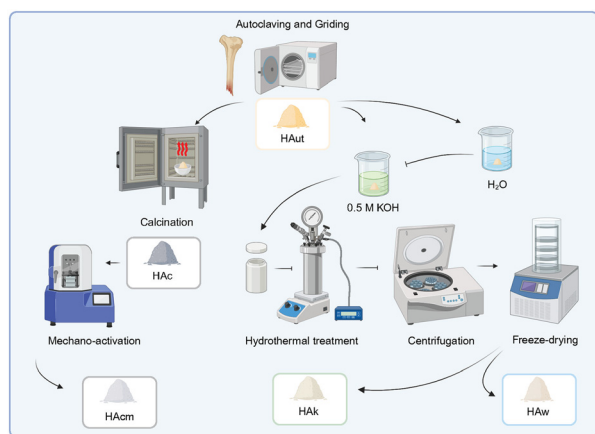 Autoclaving and Griding
HAut
H₂O
0.5 M KOH
Calcination
HAc
Mechano-activation
Hydrothermal treatment
Centrifugation
Freeze-drying
HAcm
HAk
HAw